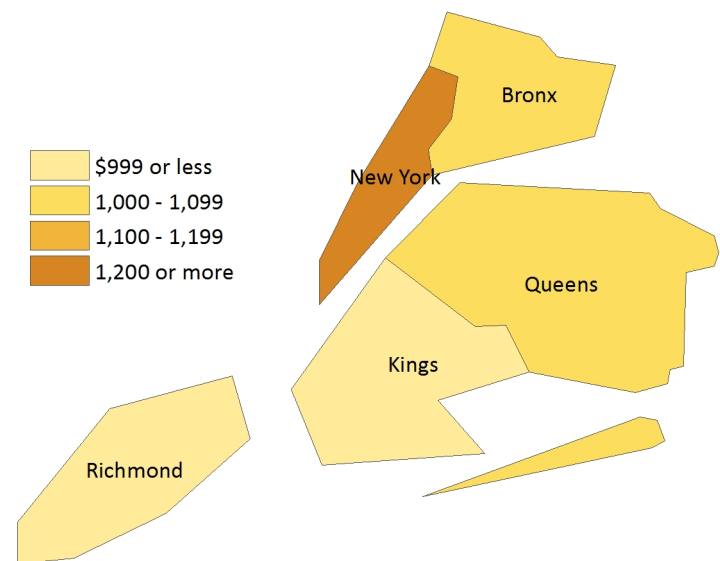 Bronx
$999 or less
New York
1,000 - 1,099
1,100 - 1,199
1,200 or more
Queens
Kings
Richmond